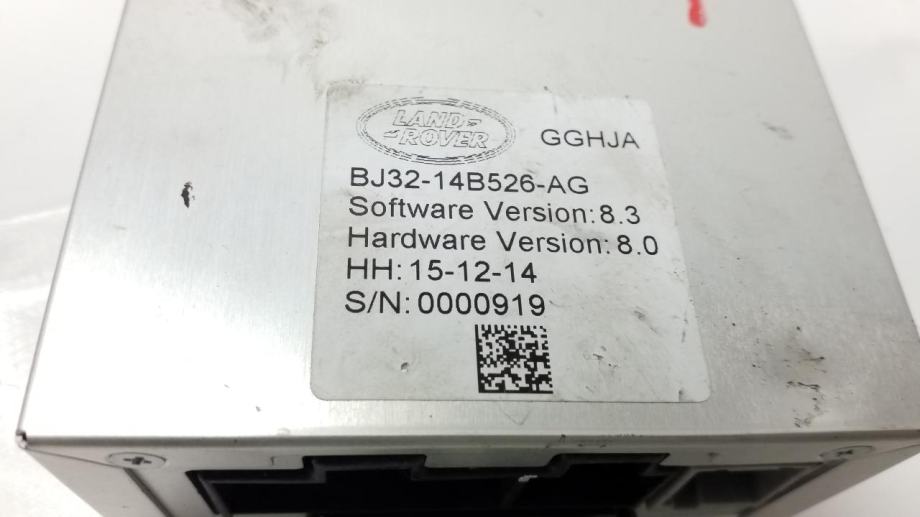 LAND-
-ROVER
GGHJA
BJ32-14B526-AG
Software Version:8.3
Hardware Version:8.0
HH:15-12-14
S/N:0000919